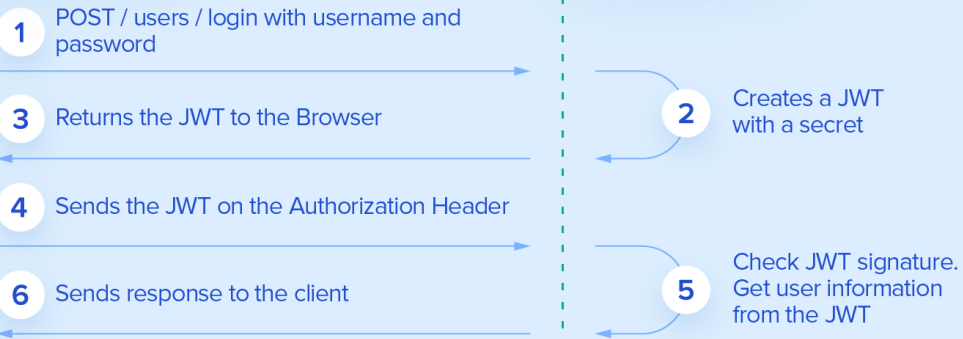 1
POST / users / login with username and
password
2
Creates a JWT
with a secret
3
Returns the JWT to the Browser
4
Sends the JWT on the Authorization Header
5
Check JWT signature.
Get user information
from the JWT
6
Sends response to the client